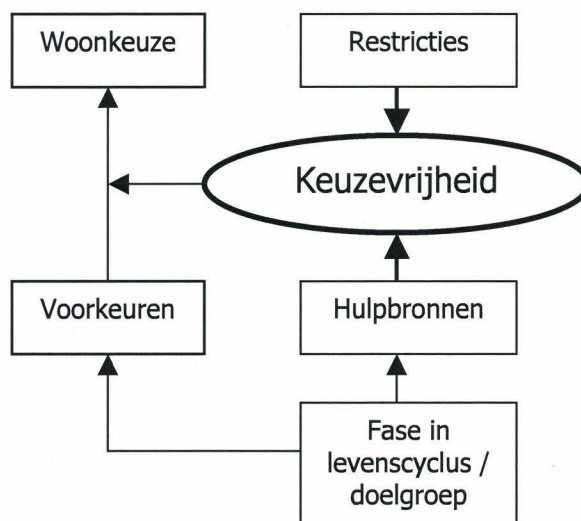 Woonkeuze
Restricties
Keuzevrijheid
Voorkeuren
Hulpbronnen
Fase in
levenscyclus /
doelgroep